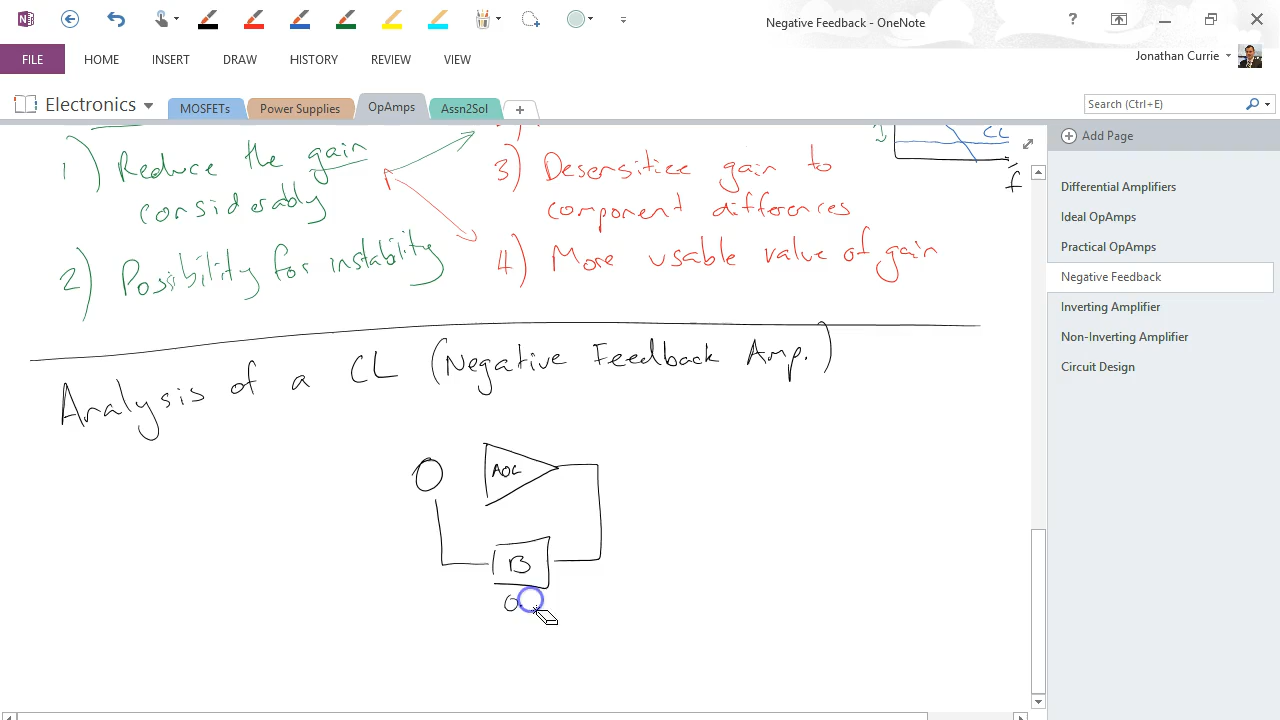 Negative Feedback - OneNote
Jonathan Currie
FILE HOME INSERT DRAW HISTORY REVIEW VIEW
Electronics MOSFETs Power Supplies OpAmps Assn2Sol
Search (Ctrl+E)
Add Page
Differential Amplifiers
Ideal OpAmps
Practical OpAmps
Negative Feedback
Inverting Amplifier
Non-Inverting Amplifier
Circuit Design
1) Reduce the gain
considerably
2) Possibility for instability
3) Desensitice gain to
component differences
4) More usable value of gain
CL
f
Analysis of a CL (Negative Feedback Amp.)
AOL
B
0.